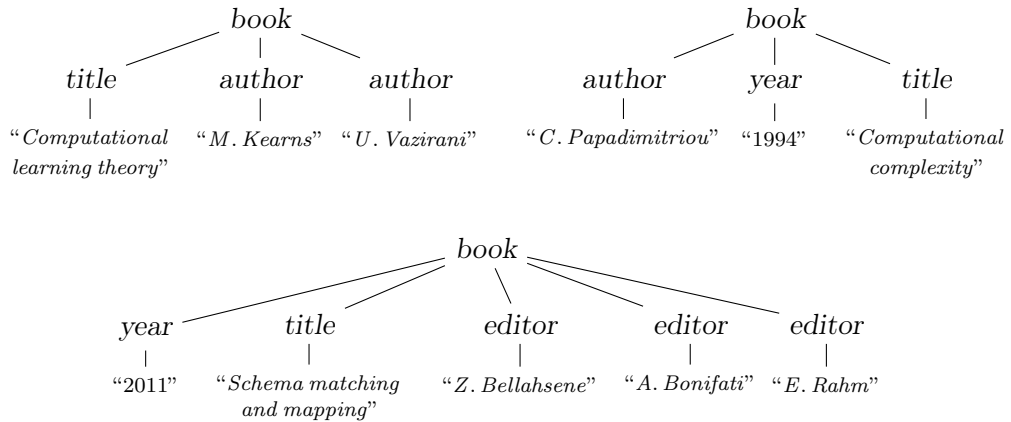 book book
title author author author year title
“Computational “M. Kearns” “U. Vazirani” “C. Papadimitriou” “1994” “Computational
learning theory” complexity”
book
year title editor editor editor
“2011” “Schema matching “Z. Bellahsene” “A. Bonifati” “E. Rahm”
and mapping”